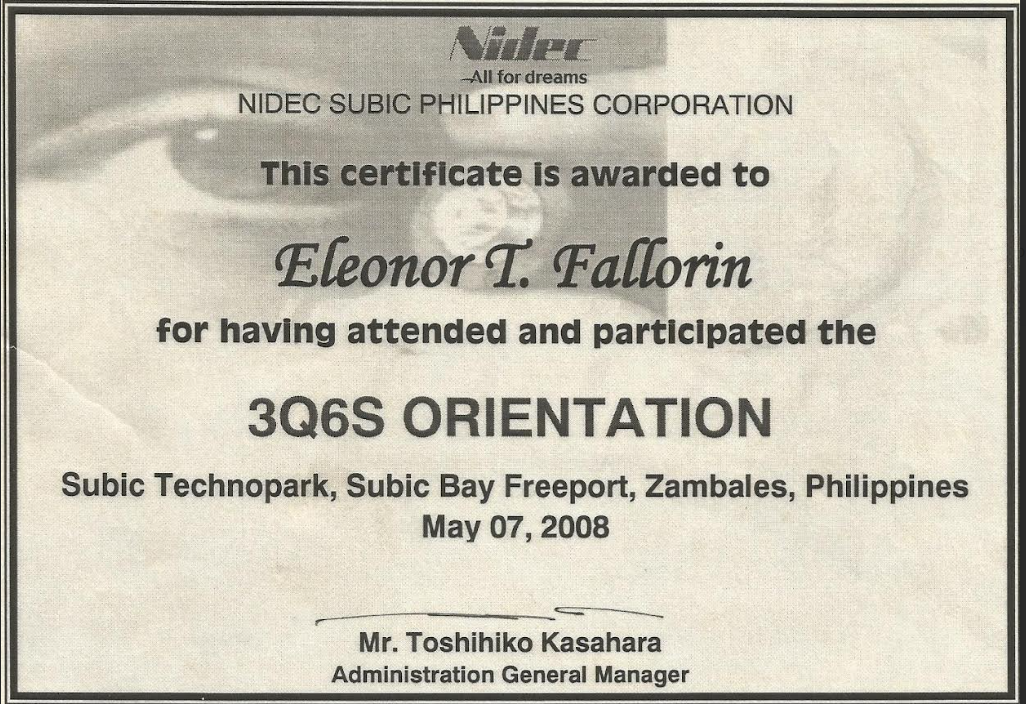 Nidec
-All for dreams
NIDEC SUBIC PHILIPPINES CORPORATION
This certificate is awarded to
Eleonor T. Fallorin
for having attended and participated the
3Q6S ORIENTATION
Subic Technopark, Subic Bay Freeport, Zambales, Philippines
May 07, 2008
Mr. Toshihiko Kasahara
Administration General Manager